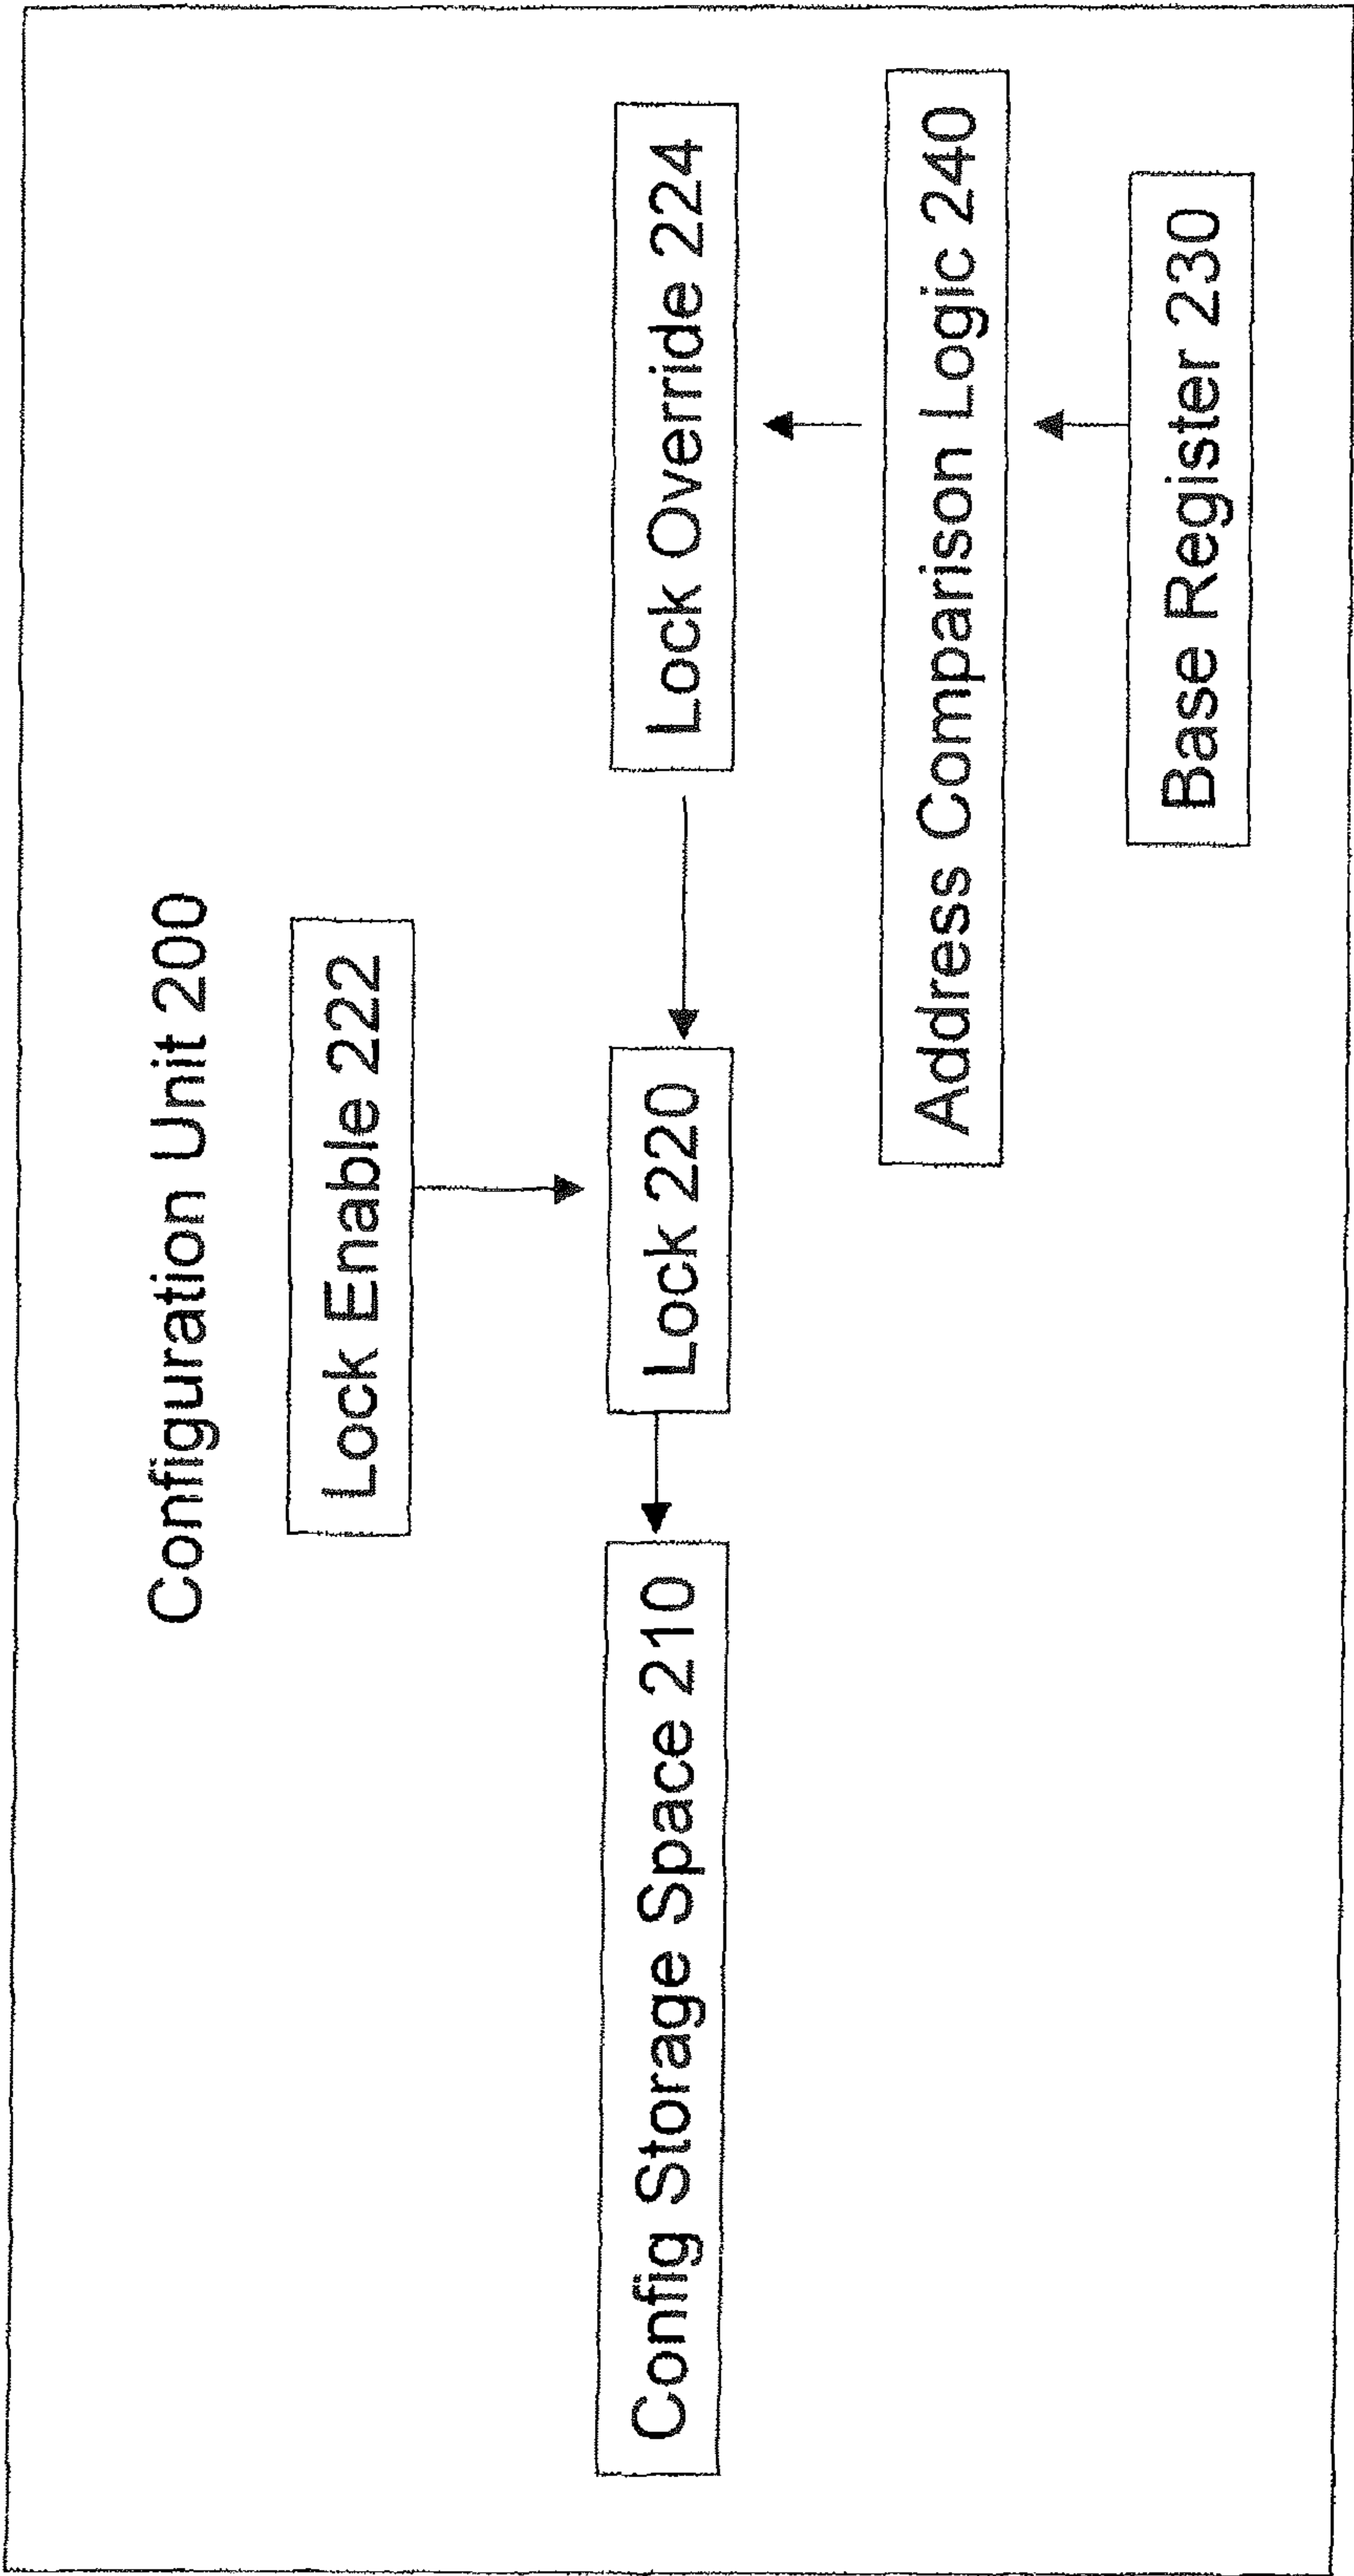 Configuration Unit 200
Lock Enable 222
Config Storage Space 210
Lock 220
Lock Override 224
Address Comparison Logic 240
Base Register 230